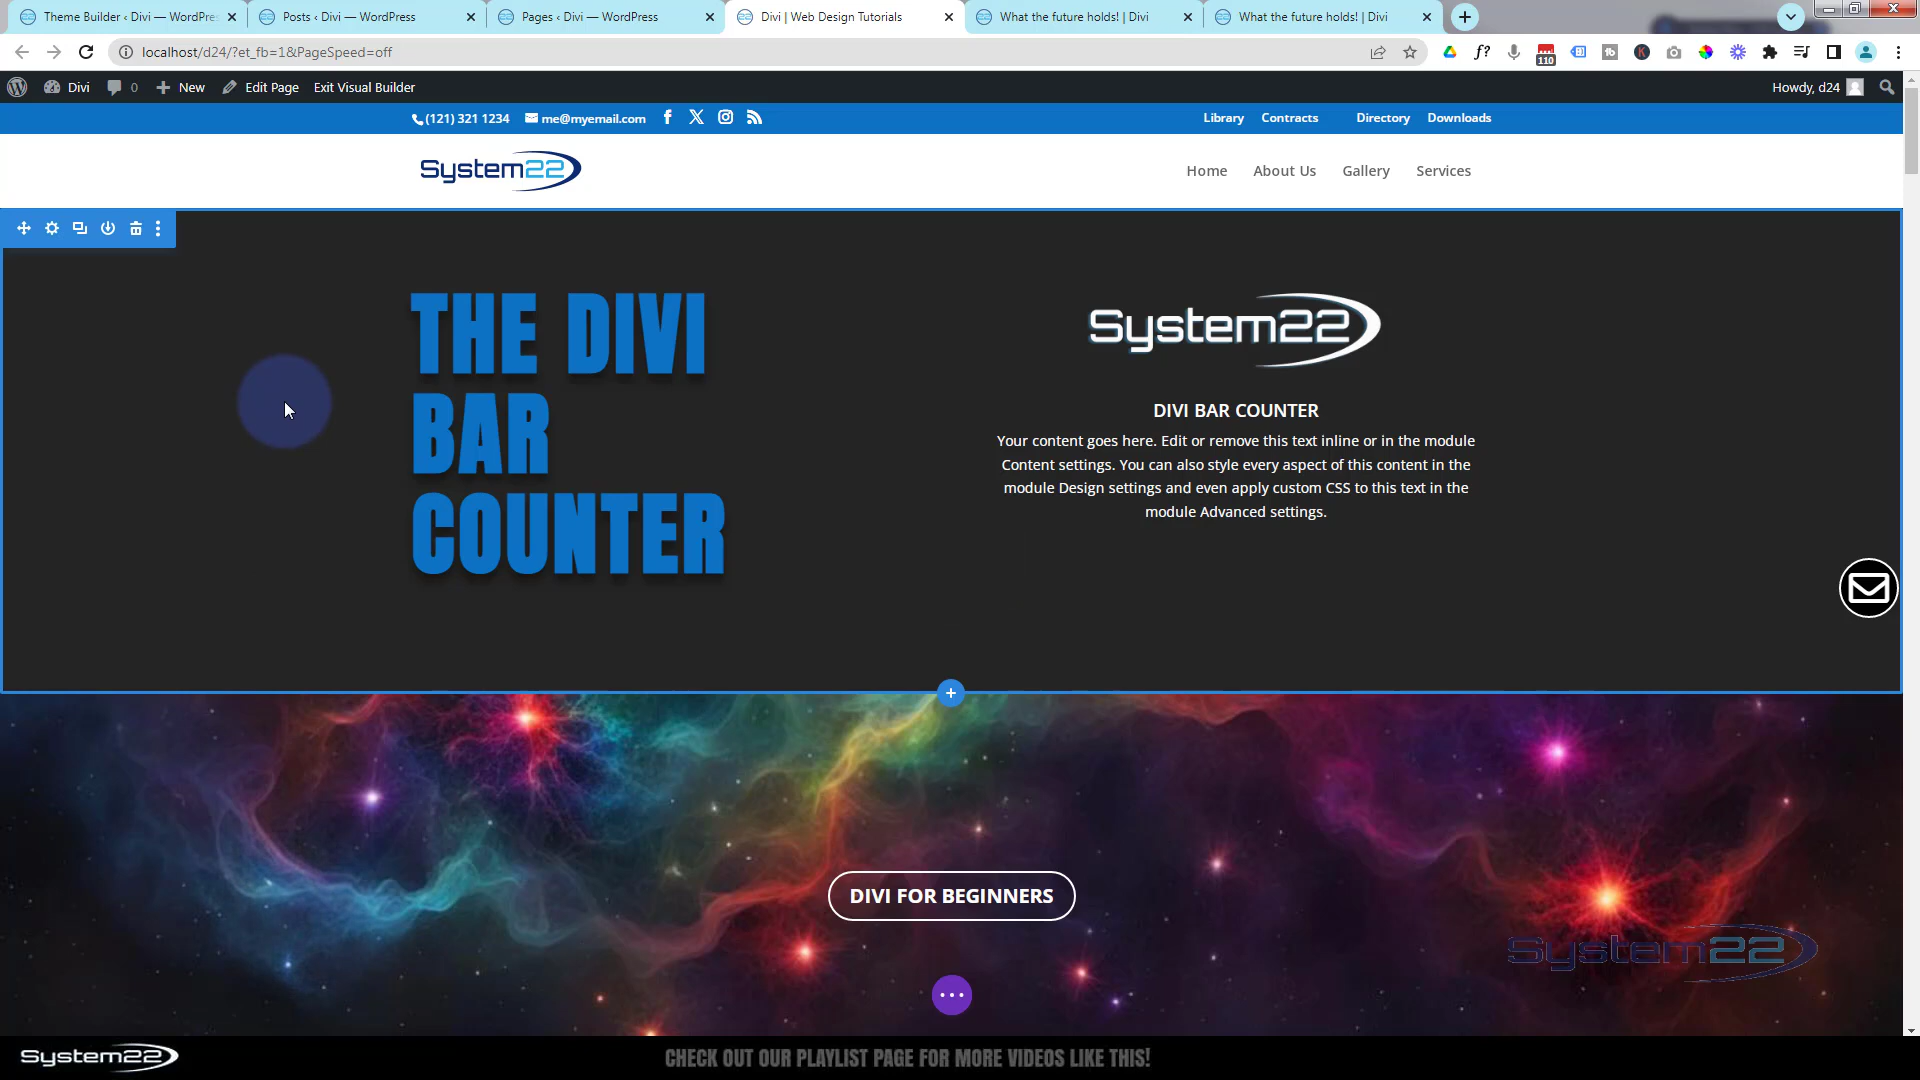 Theme Builder ‹ Divi — WordPre
Posts ‹ Divi — WordPress
Pages ‹ Divi — WordPress
Divi | Web Design Tutorials
What the future holds! | Divi
What the future holds! | Divi
localhost/d24/?et_fb=1&PageSpeed=off
f?
110
Divi
0
New
Edit Page
Exit Visual Builder
Howdy, d24
(121) 321 1234
me@myemail.com
Library
Contracts
Directory
Downloads
System22
Home
About Us
Gallery
Services
THE DIVI
BAR
COUNTER
System22
DIVI BAR COUNTER
Your content goes here. Edit or remove this text inline or in the module
Content settings. You can also style every aspect of this content in the
module Design settings and even apply custom CSS to this text in the
module Advanced settings.
DIVI FOR BEGINNERS
System22
System22
CHECK OUT OUR PLAYLIST PAGE FOR MORE VIDEOS LIKE THIS!